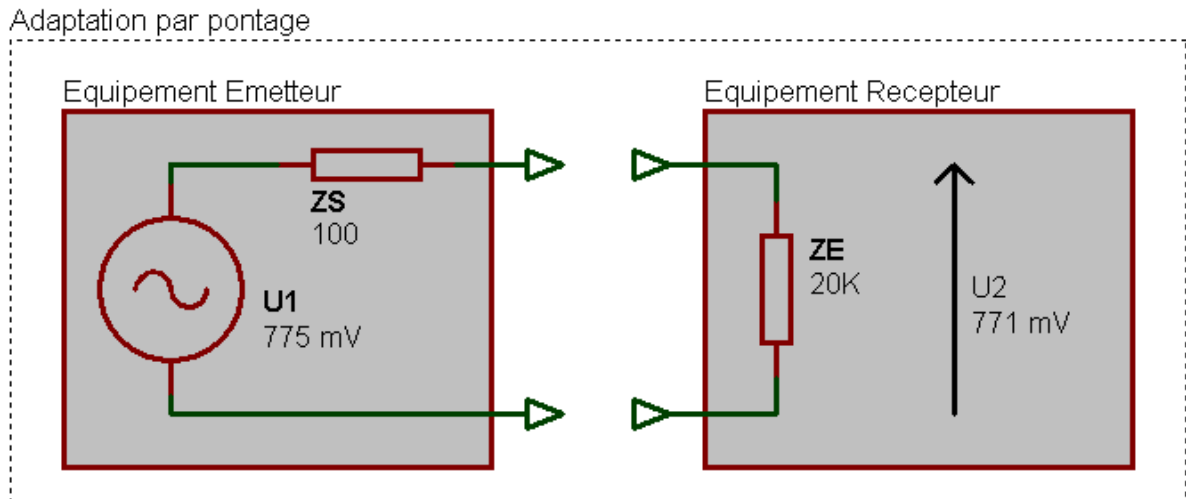 Adaptation par pontage
Equipement Emetteur
Equipement Recepteur
ZS
100
U1
775 mV
ZE
20K
U2
771 mV